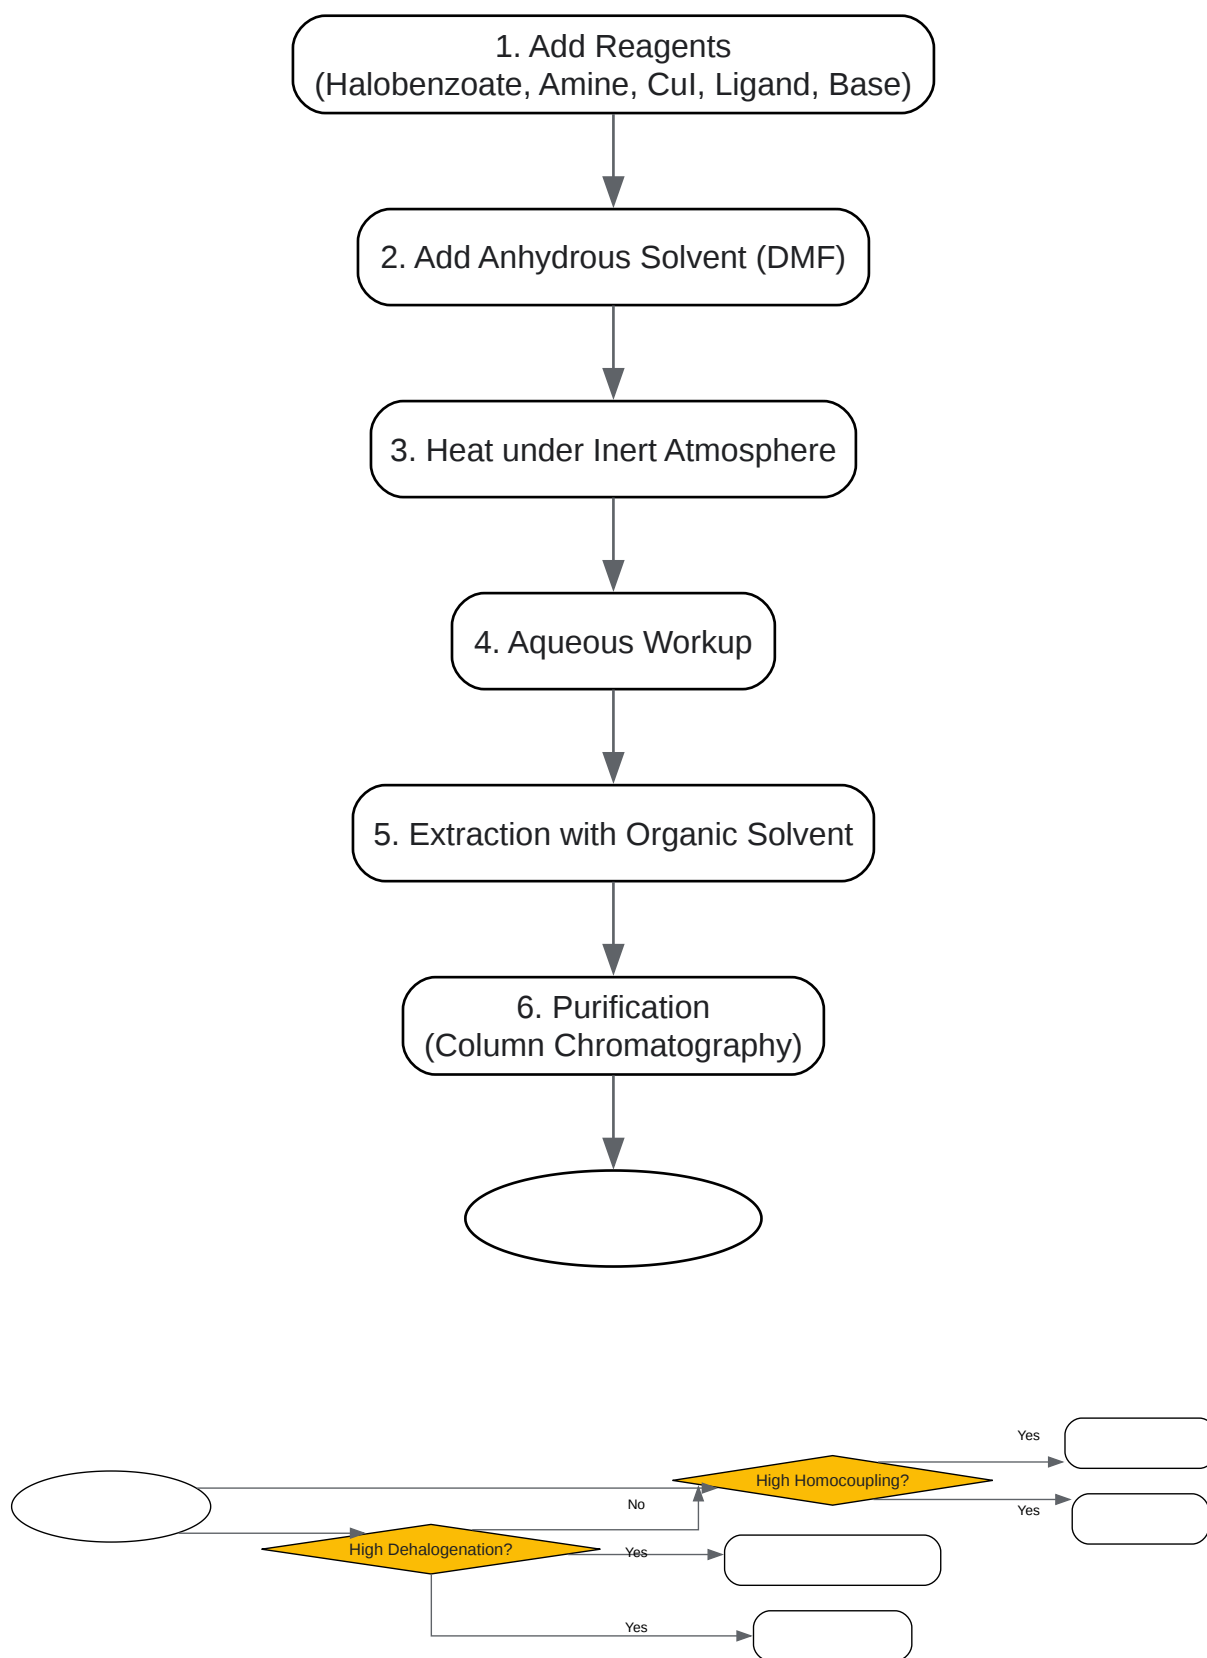 1. Add Reagents
(Halobenzoate, Amine, CuI, Ligand, Base)
2. Add Anhydrous Solvent (DMF)
3. Heat under Inert Atmosphere
4. Aqueous Workup
5. Extraction with Organic Solvent
6. Purification
(Column Chromatography)
Yes
High Homocoupling?
No
Yes
High Dehalogenation?
Yes
Yes